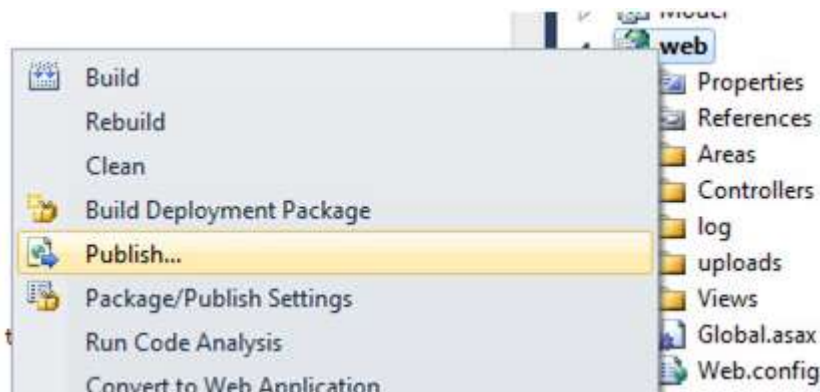 Model
web
Properties
References
Areas
Controllers
log
uploads
Views
Global.asax
Web.config
Build
Rebuild
Clean
Build Deployment Package
Publish...
Package/Publish Settings
Run Code Analysis
Convert to Web Application